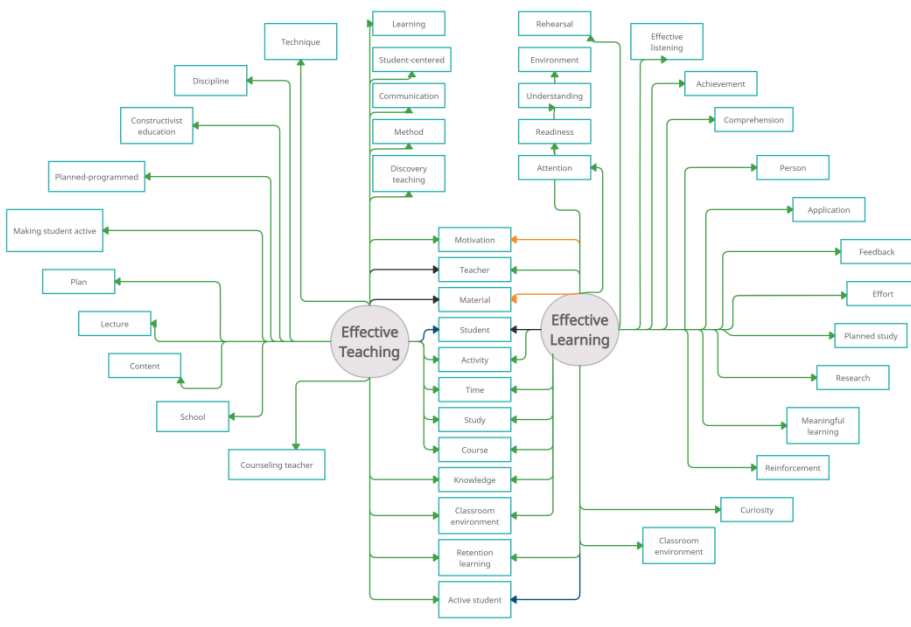 Learning
Rehearsal
Effective
listening
Technique
Student-centered
Environment
Discipline
Achievement
Communication
Understanding
Constructivist
education
Comprehension
Method
Readiness
Discovery
teaching
Attention
Person
Planned-programmed
Application
Making student active
Motivation
Feedback
Teacher
Plan
Material
Effort
Lecture
Effective
Teaching
Student
Effective
Learning
Planned study
Content
Activity
Research
Time
School
Study
Meaningful
learning
Course
Counseling teacher
Knowledge
Reinforcement
Classroom
environment
Curiosity
Retention
learning
Classroom
environment
Active student